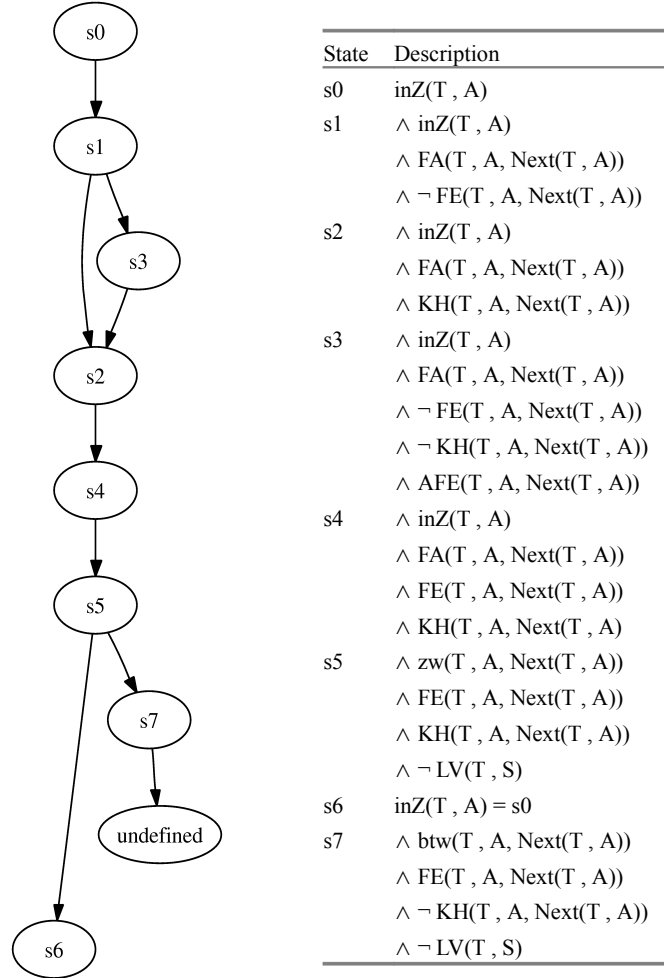 s0
s1
s3
s2
s4
s5
s7
undefined
s6
State Description
s0 inZ(T , A)
s1 ∧ inZ(T , A)
∧ FA(T , A, Next(T , A))
∧ ¬ FE(T , A, Next(T , A))
s2 ∧ inZ(T , A)
∧ FA(T , A, Next(T , A))
∧ KH(T , A, Next(T , A))
s3 ∧ inZ(T , A)
∧ FA(T , A, Next(T , A))
∧ ¬ FE(T , A, Next(T , A))
∧ ¬ KH(T , A, Next(T , A))
∧ AFE(T , A, Next(T , A))
s4 ∧ inZ(T , A)
∧ FA(T , A, Next(T , A))
∧ FE(T , A, Next(T , A))
∧ KH(T , A, Next(T , A)
s5 ∧ zw(T , A, Next(T , A))
∧ FE(T , A, Next(T , A))
∧ KH(T , A, Next(T , A))
∧ ¬ LV(T , S)
s6 inZ(T , A) = s0
s7 ∧ btw(T , A, Next(T , A))
∧ FE(T , A, Next(T , A))
∧ ¬ KH(T , A, Next(T , A))
∧ ¬ LV(T , S)